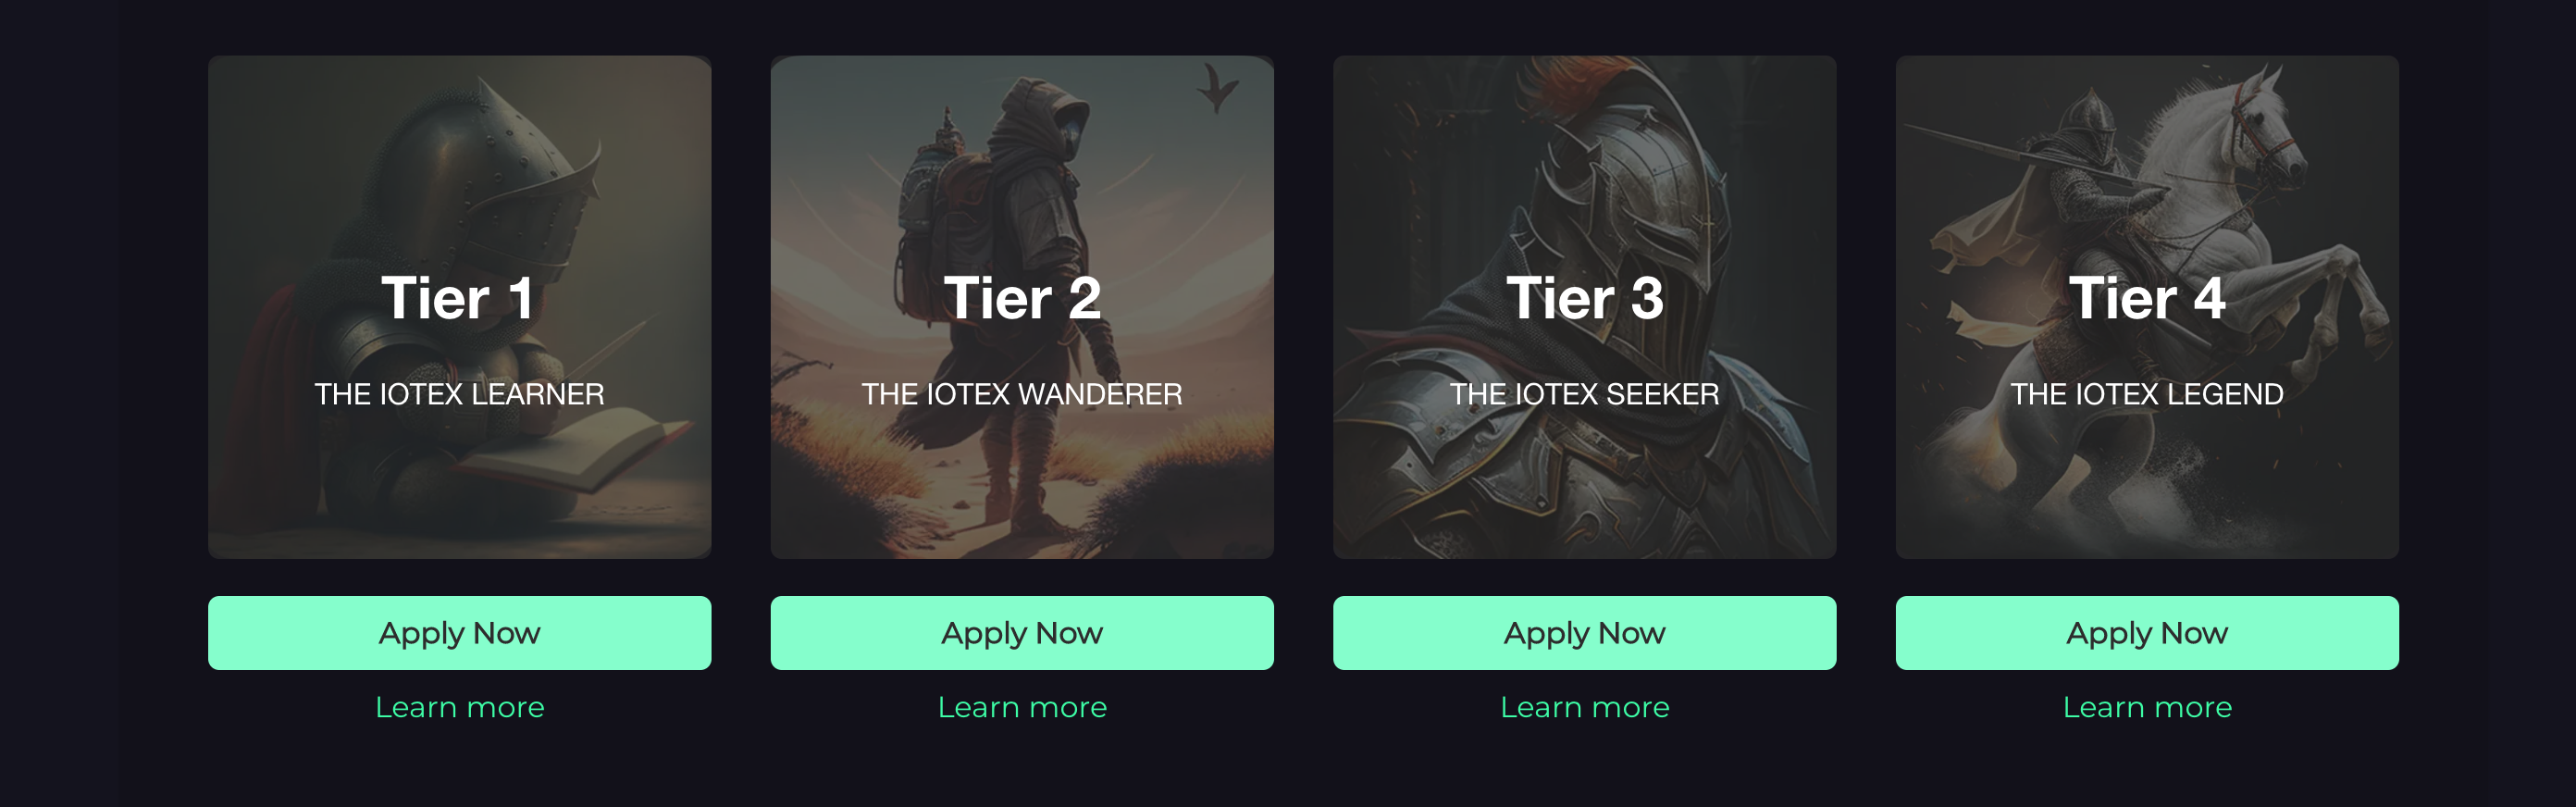 Tier 1
THE IOTEX LEARNER
Apply Now
Learn more
Tier 2
THE IOTEX WANDERER
Apply Now
Learn more
Tier 3
THE IOTEX SEEKER
Apply Now
Learn more
Tier 4
THE IOTEX LEGEND
Apply Now
Learn more